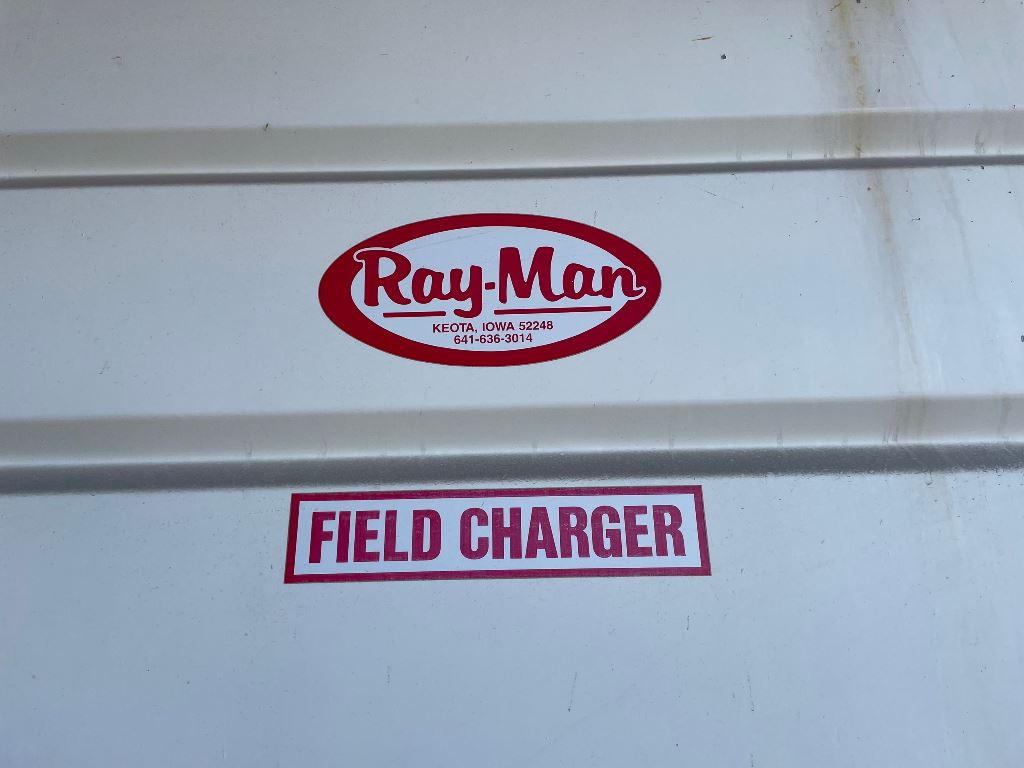 Ray-Man
KEOTA, IOWA 52248
641-636-3014
FIELD CHARGER